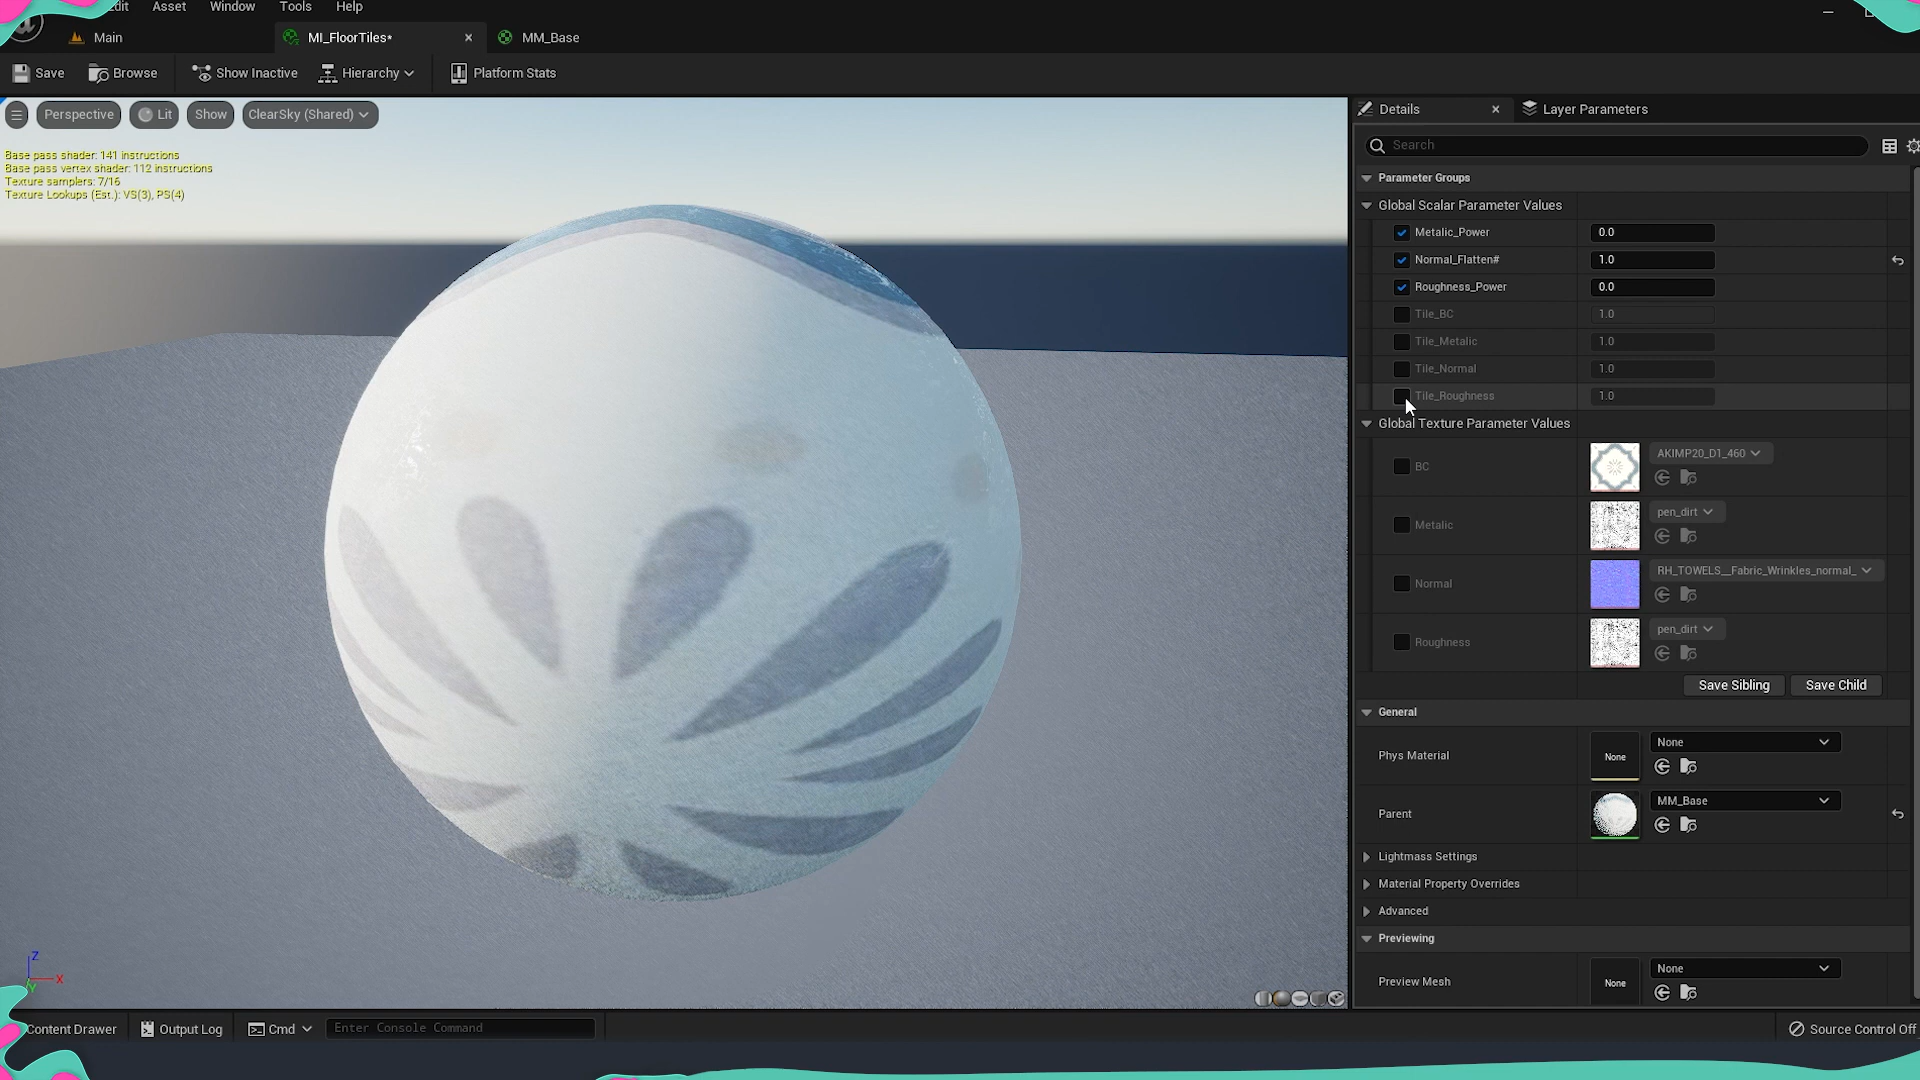 Edit Asset Window Tools Help
Main MI_FloorTiles* MM_Base
Save Browse Show Inactive Hierarchy Platform Stats
Perspective Lit Show ClearSky (Shared)
Base pass shader: 141 instructions
Base pass vertex shader: 112 instructions
Texture samplers: 7/16
Texture Lookups (Est.): VS(3), PS(4)
Details Layer Parameters
Search
Parameter Groups
Global Scalar Parameter Values
Metalic_Power 0.0
Normal_Flatten# 1.0
Roughness_Power 0.0
Tile_BC 1.0
Tile_Metalic 1.0
Tile_Normal 1.0
Tile_Roughness 1.0
Global Texture Parameter Values
BC AKIMP20_D1_460
Metalic pen_dirt
Normal RH_TOWELS__Fabric_Wrinkles_normal_
Roughness pen_dirt
Save Sibling Save Child
General
Phys Material None None
Parent MM_Base
Lightmass Settings
Material Property Overrides
Advanced
Previewing
Preview Mesh None None
Z
X
Y
Content Drawer Output Log Cmd Enter Console Command Source Control Off